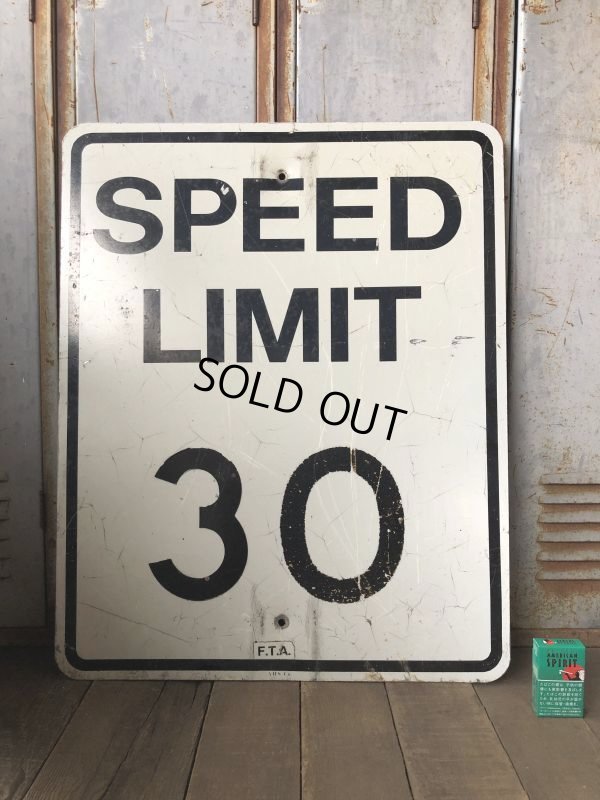 SPEED
LIMIT
SOLD OUT
30
F.T.A.
AMERICAN
SPIRIT